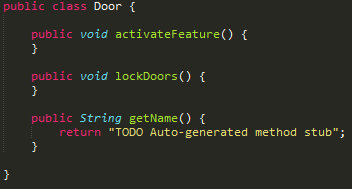 public class Door {
public void activateFeature() {
}
public void lockDoors() {
}
public String getName() {
return "TODO Auto-generated method stub";
}
}